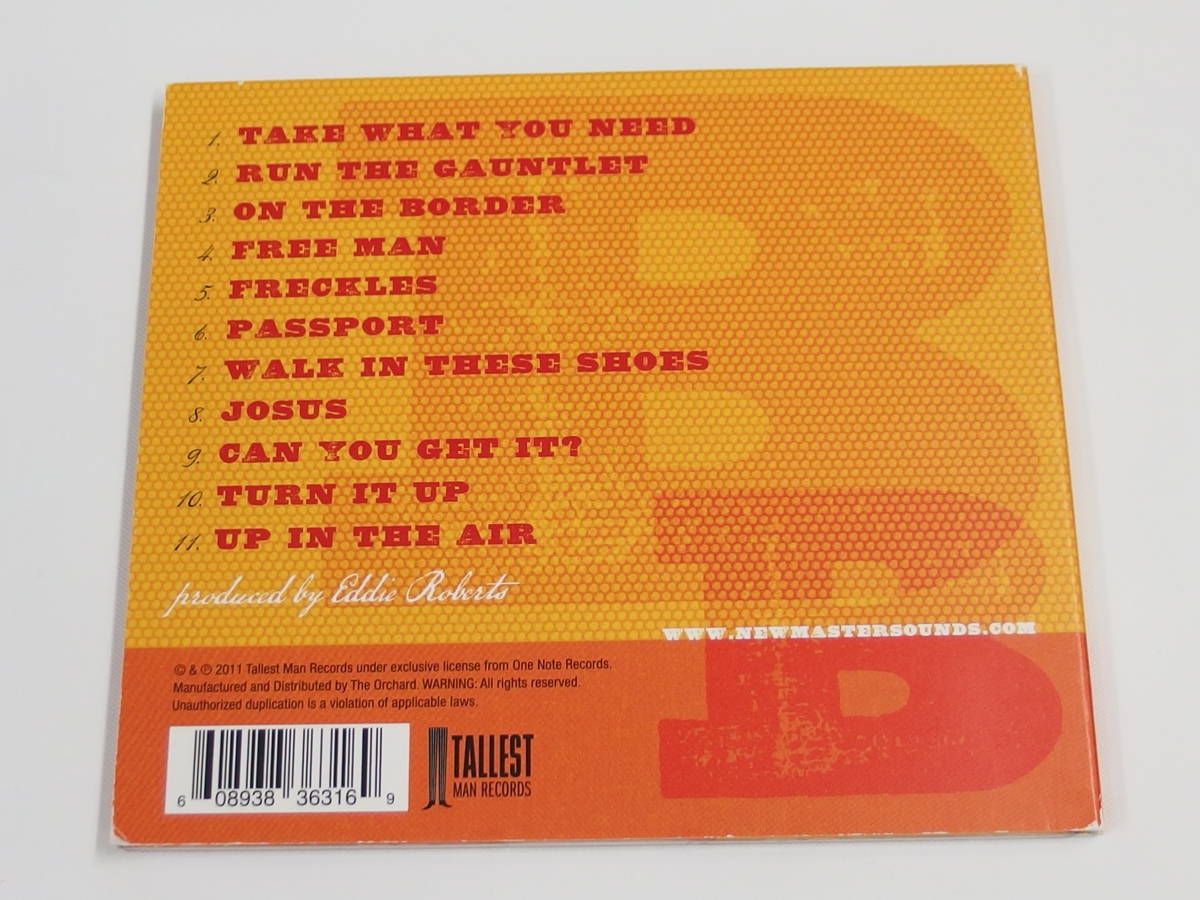 1. TAKE WHAT YOU NEED
2. RUN THE GAUNTLET
3. ON THE BORDER
4. FREE MAN
5. FRECKLES
6. PASSPORT
7. WALK IN THESE SHOES
8. JOSUS
9. CAN YOU GET IT?
10. TURN IT UP
11. UP IN THE AIR
produced by Eddie Roberts
WWW.NEWMASTERSOUNDS.COM
© & ℗ 2011 Tallest Man Records under exclusive license from One Note Records.
Manufactured and Distributed by The Orchard. WARNING: All rights reserved.
Unauthorized duplication is a violation of applicable laws.
6 08938 36316 9
TALLEST
MAN RECORDS
B
B